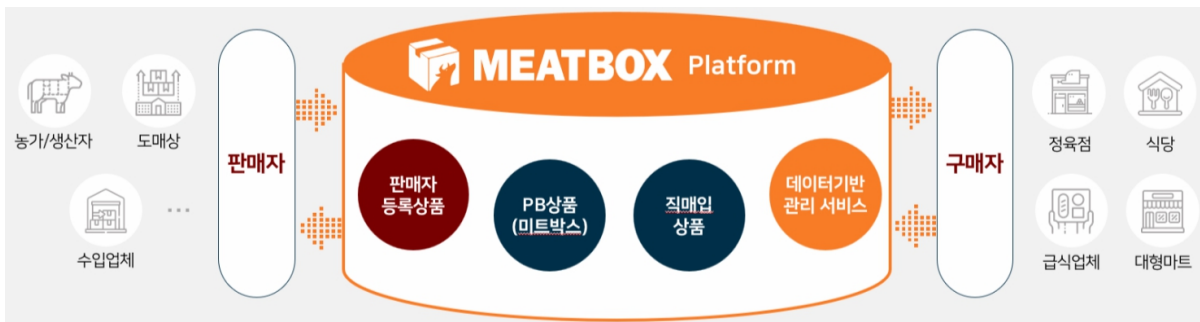 MEATBOX Platform
농가/생산자
도매상
수입업체
...
판매자
판매자
등록상품
PB상품
(미트박스)
직매입
상품
데이터기반
관리 서비스
구매자
정육점
식당
급식업체
대형마트